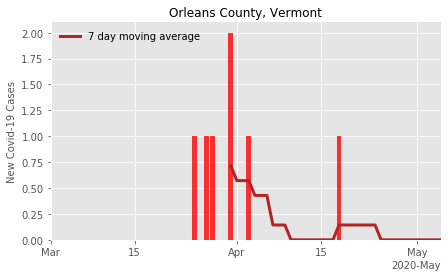 Orleans County, Vermont
7 day moving average
New Covid-19 Cases
2.00
1.75
1.50
1.25
1.00
0.75
0.50
0.25
0.00
Mar
15
Apr
15
May
2020-May